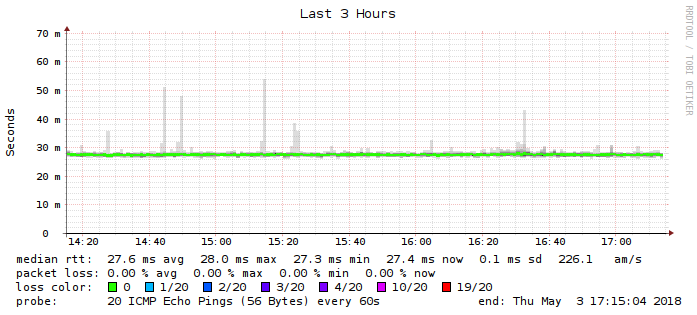 Last 3 Hours
RRDTOOL / TOBI OETIKER
Seconds
70 m
60 m
50 m
40 m
30 m
20 m
10 m
0
14:20 14:40 15:00 15:20 15:40 16:00 16:20 16:40 17:00
median rtt: 27.6 ms avg 28.0 ms max 27.3 ms min 27.4 ms now 0.1 ms sd 226.1 am/s
packet loss: 0.00 % avg 0.00 % max 0.00 % min 0.00 % now
loss color: 0 1/20 2/20 3/20 4/20 10/20 19/20
probe: 20 ICMP Echo Pings (56 Bytes) every 60s end: Thu May 3 17:15:04 2018